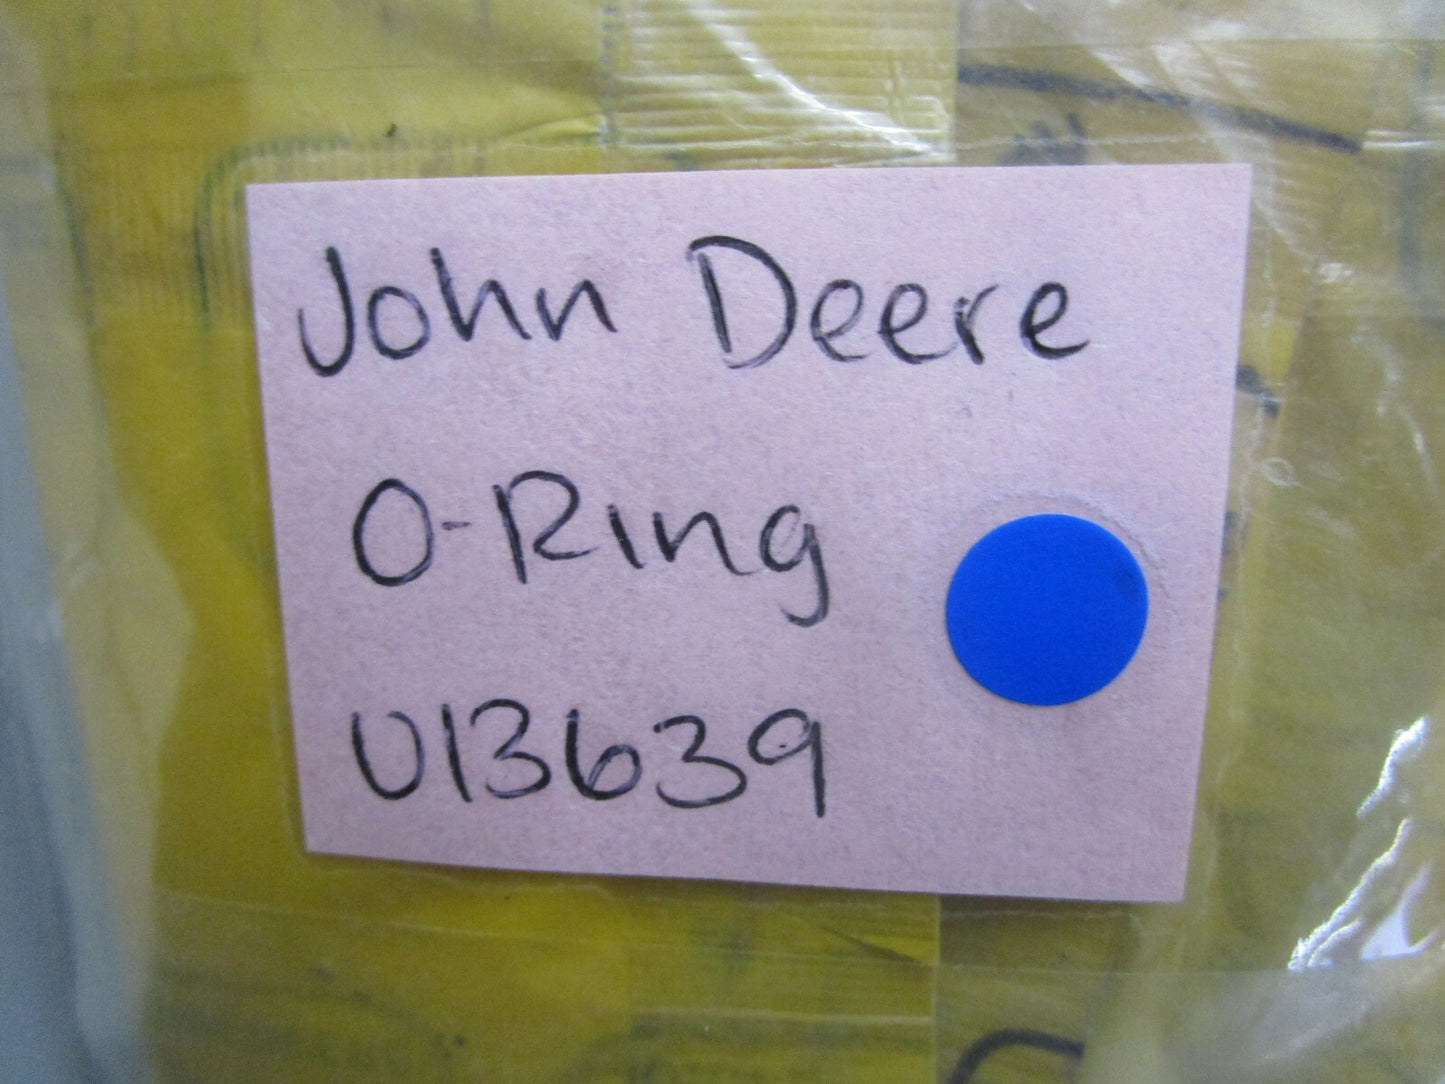 John Deere
O-Ring
U13639